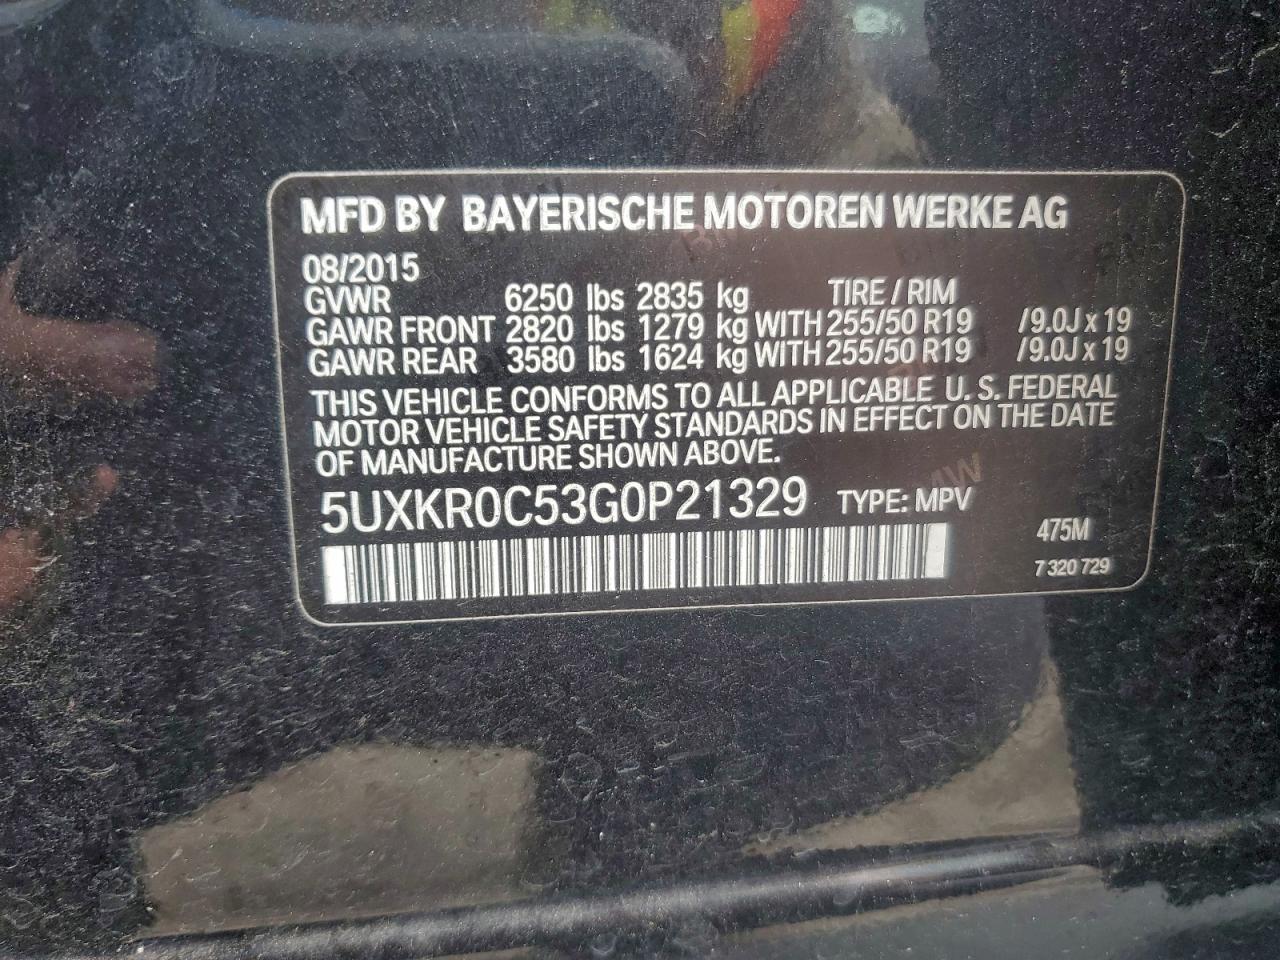 MFD BY BAYERISCHE MOTOREN WERKE AG
08/2015
GVWR 6250 lbs 2835 kg TIRE / RIM
GAWR FRONT 2820 lbs 1279 kg WITH 255/50 R19 /9.0J x 19
GAWR REAR 3580 lbs 1624 kg WITH 255/50 R19 /9.0J x 19
THIS VEHICLE CONFORMS TO ALL APPLICABLE U. S. FEDERAL
MOTOR VEHICLE SAFETY STANDARDS IN EFFECT ON THE DATE
OF MANUFACTURE SHOWN ABOVE.
5UXKR0C53G0P21329 TYPE: MPV
475M
7 320 729